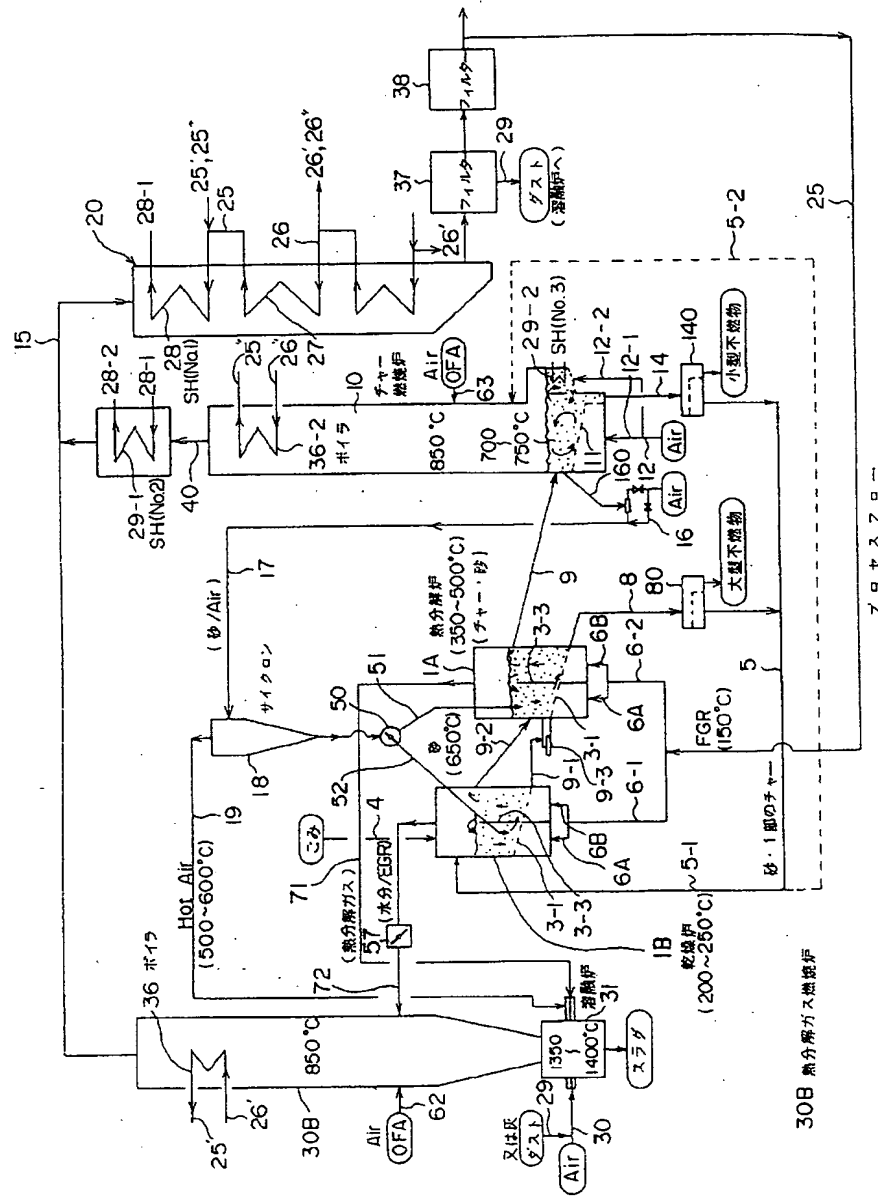 15
20
28-1
25',25"
25
28-2
28-1
28
SH(No.1)
27
26
26',26"
26'
29-1
SH(No.2)
40
25"
26"
36-2
ボイラ
10
チャー
燃焼炉
850°C
Air
OFA
63
37
フィルター
38
フィルター
29
ダスト
(溶融炉へ)
5-2
25
29-2
SH(No.3)
12-2
12-1
14
140
小型不燃物
700
750°C
11
160
12
Air
Air
16
17
(砂/Air)
サイクロン
18
19
Hot Air
(500~600°C)
50
51
52
砂
(650°C)
1A
熱分解炉
(350~500°C)
(チャー・砂)
3-3
9
8
80
大型不燃物
6B
6A
6-2
3-1
9-3
9-2
9-1
6-1
FGR
(150°C)
5
砂・1部のチャー
5-1
ごみ
4
71
(熱分解ガス)
(水分/EGR)
57
72
6B
6A
3-1
3-3
1B
乾燥炉
(200~250°C)
36 ボイラ
850°C
25'
26'
30B
Air
OFA
62
溶融炉
31
1350
~
1400°C
スラグ
又は灰
ダスト
29
30
Air
30B 熱分解ガス燃焼炉
プロセスフロー